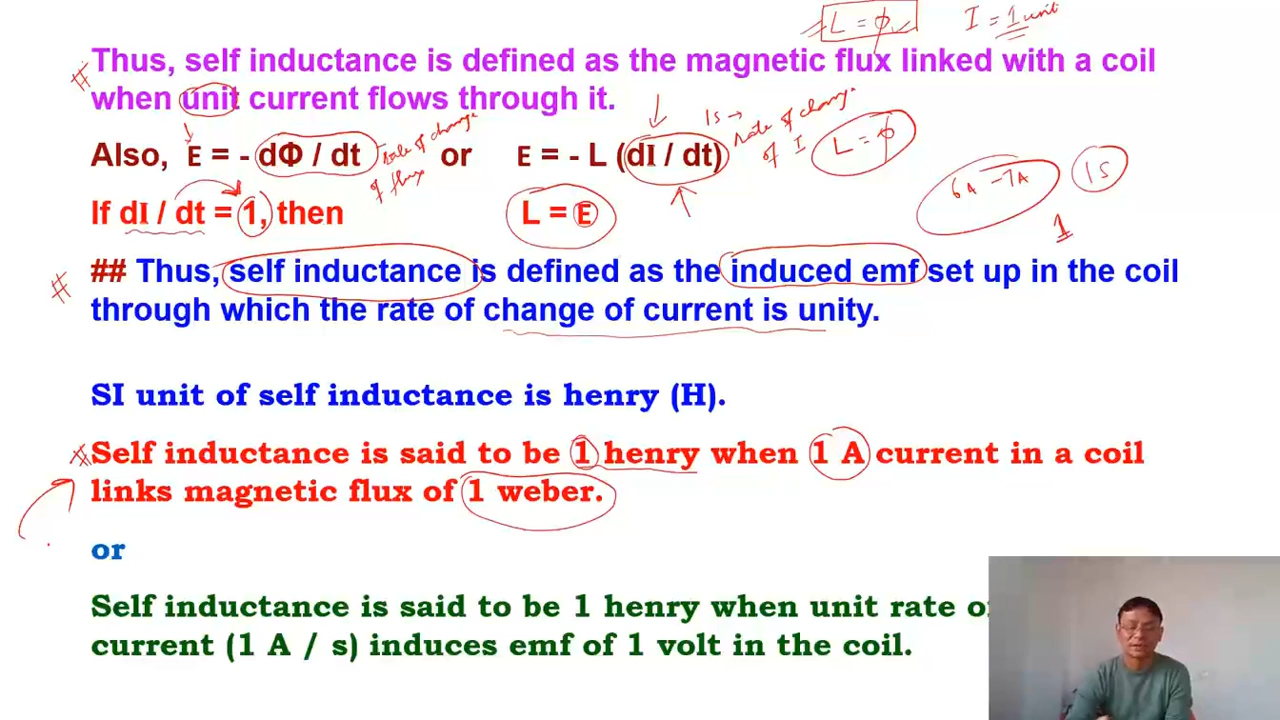 L = ϕ I = 1 unit
# Thus, self inductance is defined as the magnetic flux linked with a coil
when unit current flows through it.
1s → rate of change of I
L = ϕ
rate of change of flux
Also, E = - dΦ / dt or E = - L (dI / dt)
6A - 7A 1s
1
If dI / dt = 1, then L = E
# ## Thus, self inductance is defined as the induced emf set up in the coil
through which the rate of change of current is unity.
SI unit of self inductance is henry (H).
# Self inductance is said to be 1 henry when 1 A current in a coil
links magnetic flux of 1 weber.
or
Self inductance is said to be 1 henry when unit rate
current (1 A / s) induces emf of 1 volt in the coil.